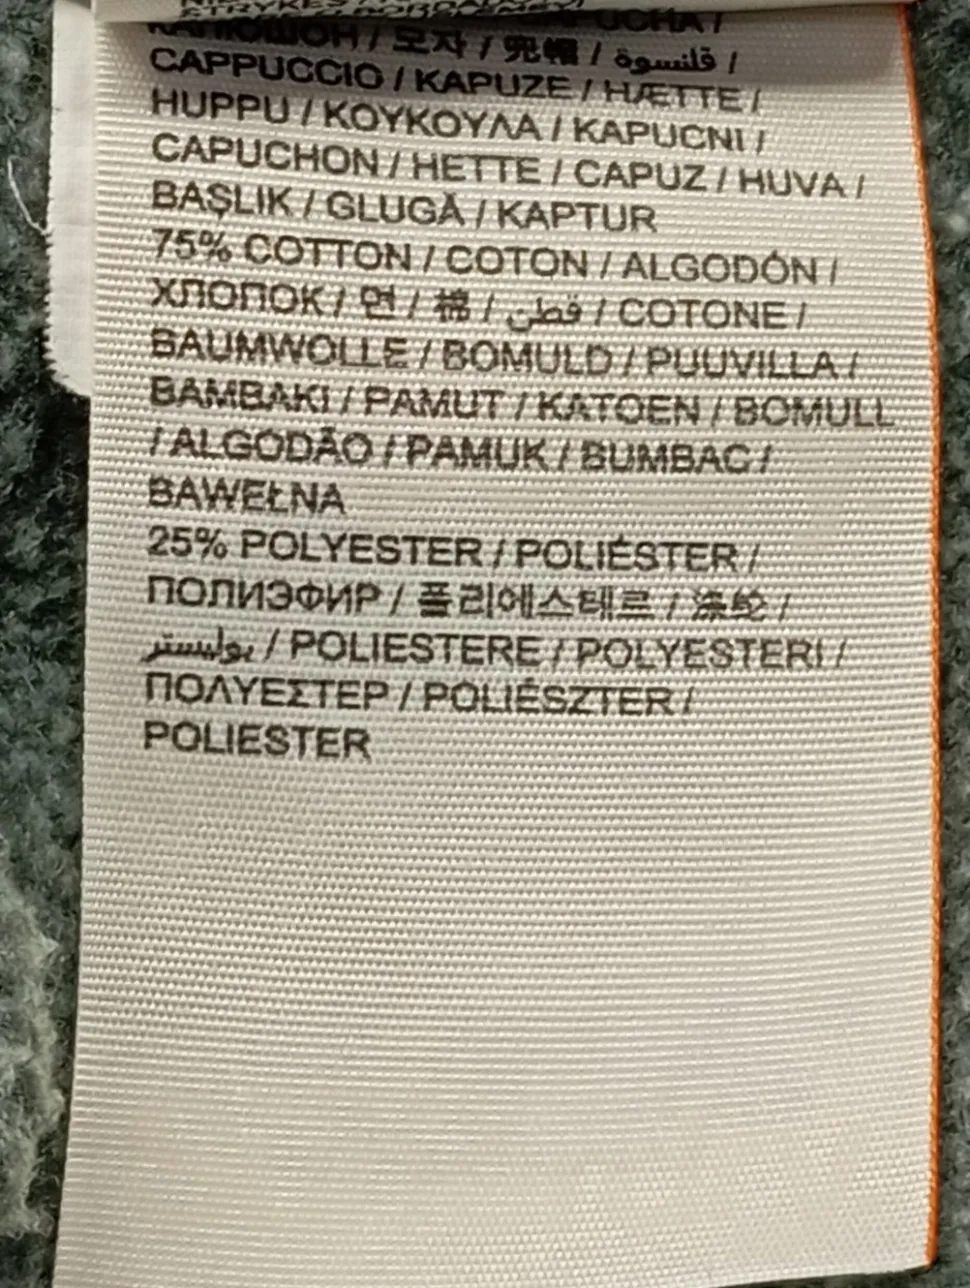 КАПЮШОН / 모자 / 兜帽 / قلنسوة /
CAPPUCCIO / KAPUZE / HÆTTE /
HUPPU / ΚΟΥΚΟΥΛΑ / KAPUCNI /
CAPUCHON / HETTE / CAPUZ / HUVA /
BAŞLIK / GLUGĂ / KAPTUR
75% COTTON / COTON / ALGODÓN /
ХЛОПОК / 면 / 棉 / قطن / COTONE /
BAUMWOLLE / BOMULD / PUUVILLA /
BAMBAKI / PAMUT / KATOEN / BOMULL
/ ALGODÃO / PAMUK / BUMBAC /
BAWEŁNA
25% POLYESTER / POLIÉSTER /
ПОЛИЭФИР / 폴리에스테르 / 涤纶 /
بوليستر / POLIESTERE / POLYESTERI /
ΠΟΛΥΕΣΤΕΡ / POLIÉSZTER /
POLIESTER